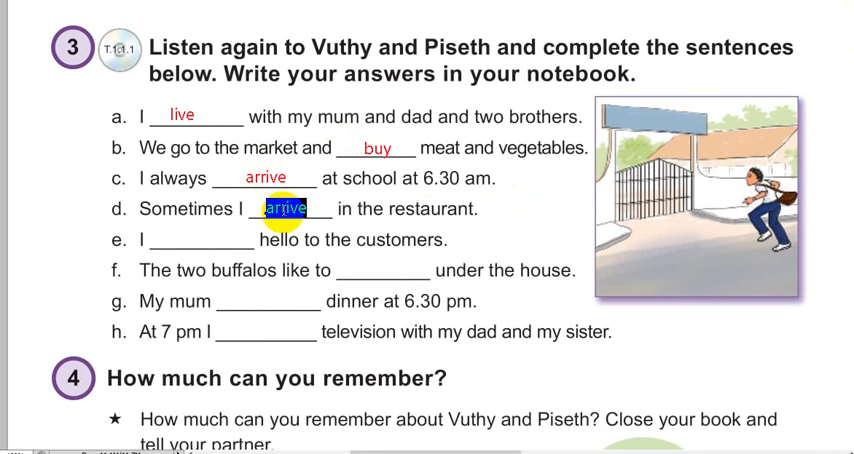 3 T.1.1.1 Listen again to Vuthy and Piseth and complete the sentences
below. Write your answers in your notebook.
a. I live with my mum and dad and two brothers.
b. We go to the market and buy meat and vegetables.
c. I always arrive at school at 6.30 am.
d. Sometimes I arrive in the restaurant.
e. I __________ hello to the customers.
f. The two buffalos like to __________ under the house.
g. My mum __________ dinner at 6.30 pm.
h. At 7 pm I __________ television with my dad and my sister.
4 How much can you remember?
★ How much can you remember about Vuthy and Piseth? Close your book and
tell your partner.